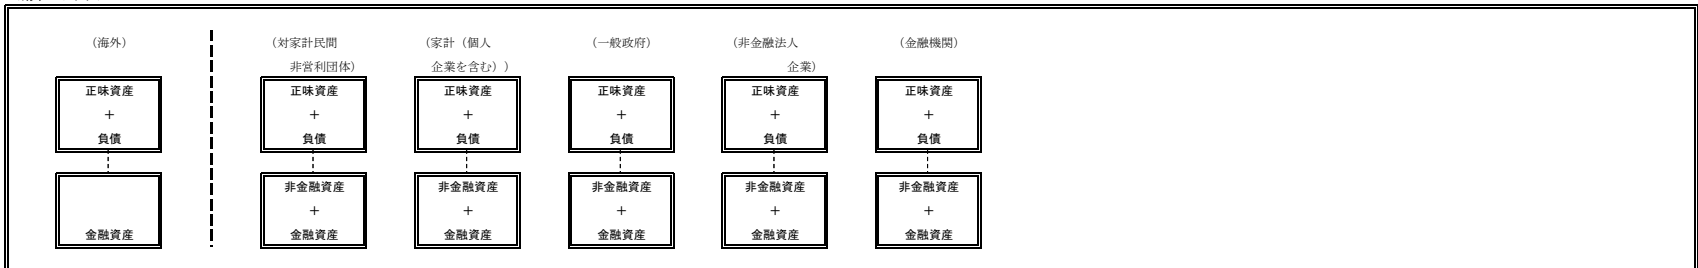 （海外） （対家計民間 （家計（個人 （一般政府） （非金融法人 （金融機関）
非営利団体） 企業を含む）） 企業）
正味資産 正味資産 正味資産 正味資産 正味資産 正味資産
＋ ＋ ＋ ＋ ＋ ＋
負債 負債 負債 負債 負債 負債
非金融資産 非金融資産 非金融資産 非金融資産 非金融資産
＋ ＋ ＋ ＋ ＋
金融資産 金融資産 金融資産 金融資産 金融資産 金融資産